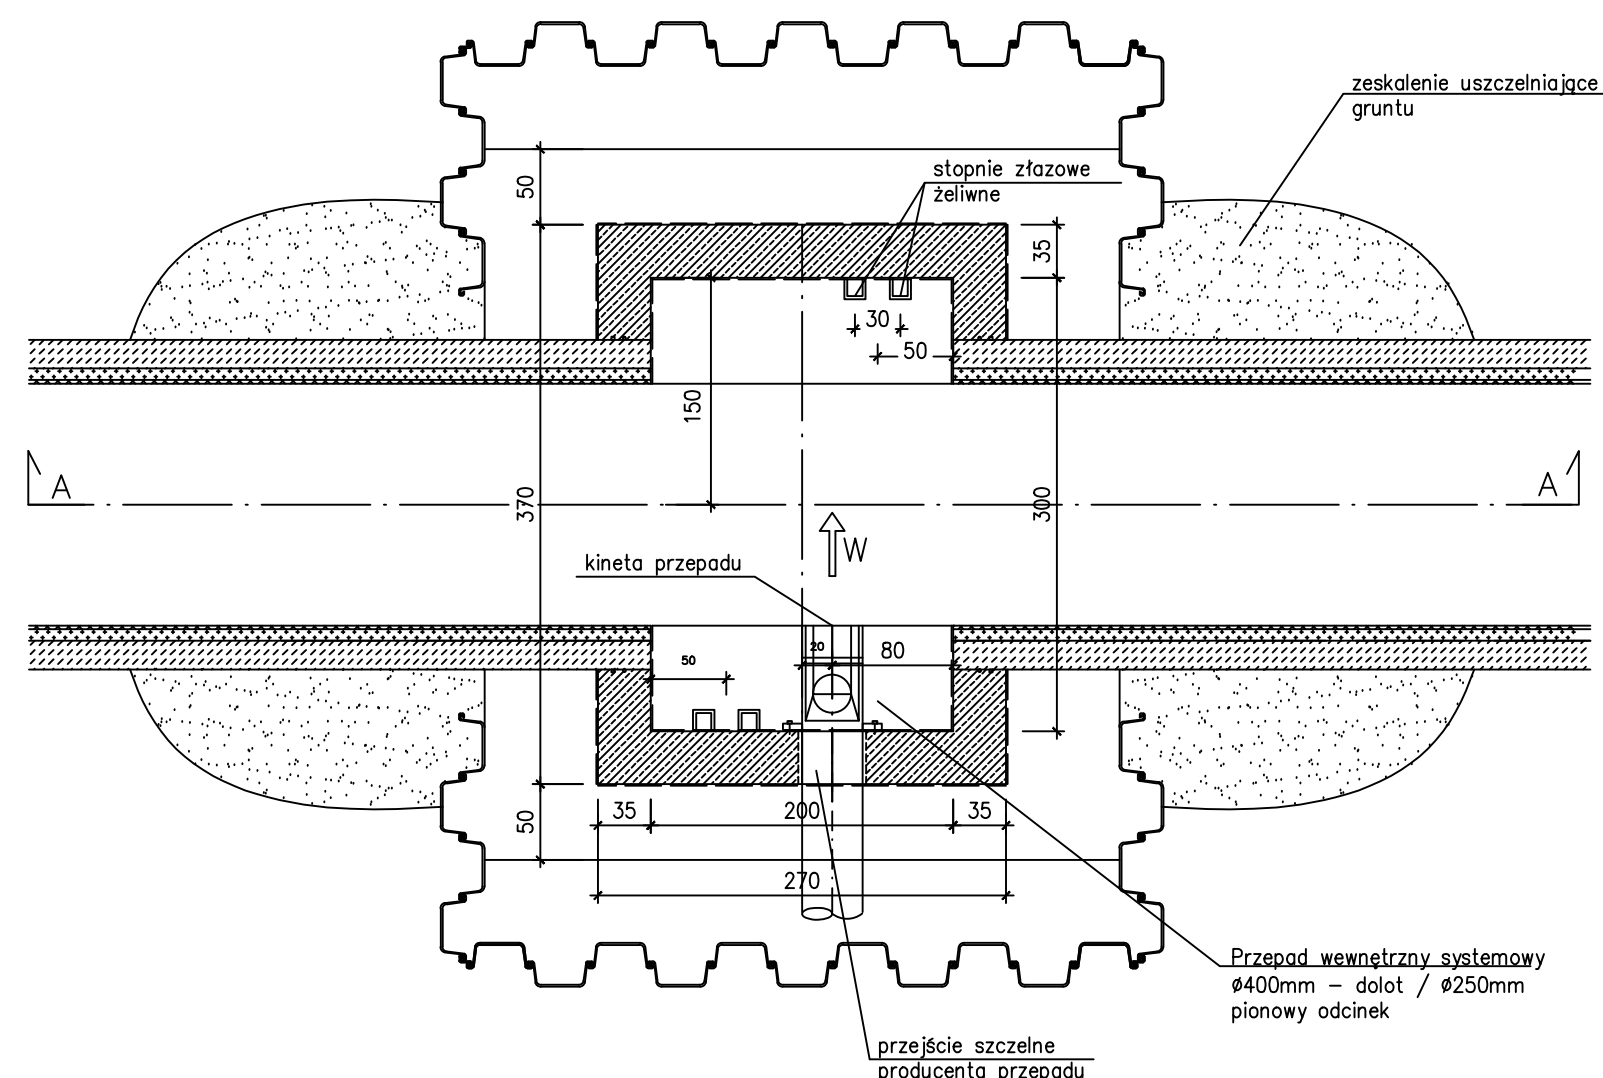 zeskalenie uszczelniające
gruntu
stopnie złazowe
żeliwne
50
35
30
50
150
A
A
370
300
W
kineta przepadu
20
80
50
50
35
200
35
270
Przepad wewnętrzny systemowy
Ø400mm – dolot / Ø250mm
pionowy odcinek
przejście szczelne
producenta przepadu